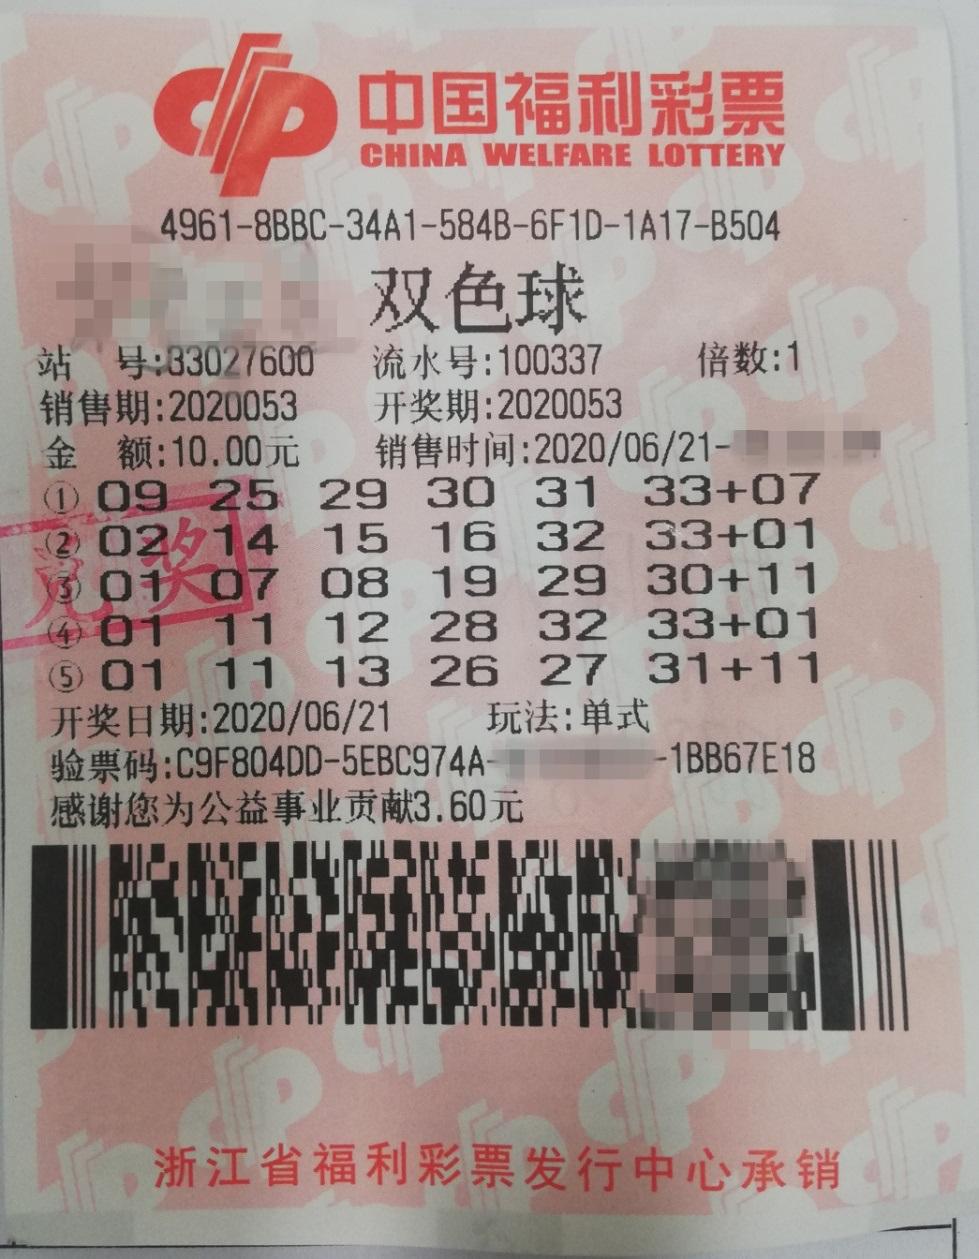 中国福利彩票
CHINA WELFARE LOTTERY
4961-8BBC-34A1-584B-6F1D-1A17-B504
双色球
站 号:33027600 流水号:100337 倍数:1
销售期:2020053 开奖期:2020053
金 额:10.00元 销售时间:2020/06/21-
① 09 25 29 30 31 33+07
② 02 14 15 16 32 33+01
③ 01 07 08 19 29 30+11
④ 01 11 12 28 32 33+01
⑤ 01 11 13 26 27 31+11
兑奖
开奖日期:2020/06/21 玩法:单式
验票码:C9F804DD-5EBC974A- -1BB67E18
感谢您为公益事业贡献3.60元
浙江省福利彩票发行中心承销